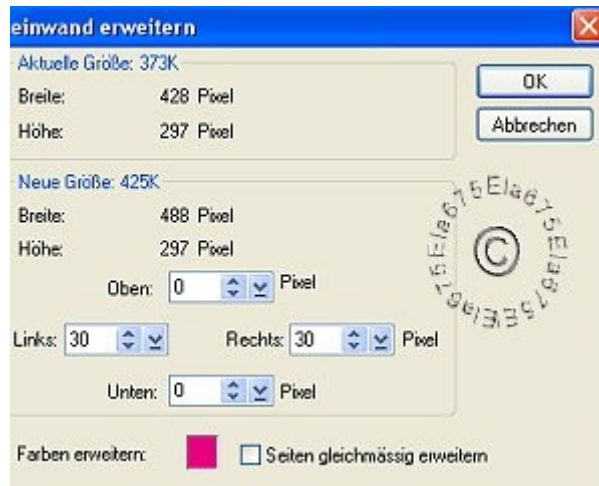 einwand erweitern
Aktuelle Größe: 373K
Breite: 428 Pixel
Höhe: 297 Pixel
OK
Abbrechen
Neue Größe: 425K
Breite: 488 Pixel
Höhe: 297 Pixel
Oben: 0 Pixel
Links: 30 Rechts: 30 Pixel
Unten: 0 Pixel
Farben erweitern: Seiten gleichmässig erweitern
©
Ela675Ela675Ela675Ela675